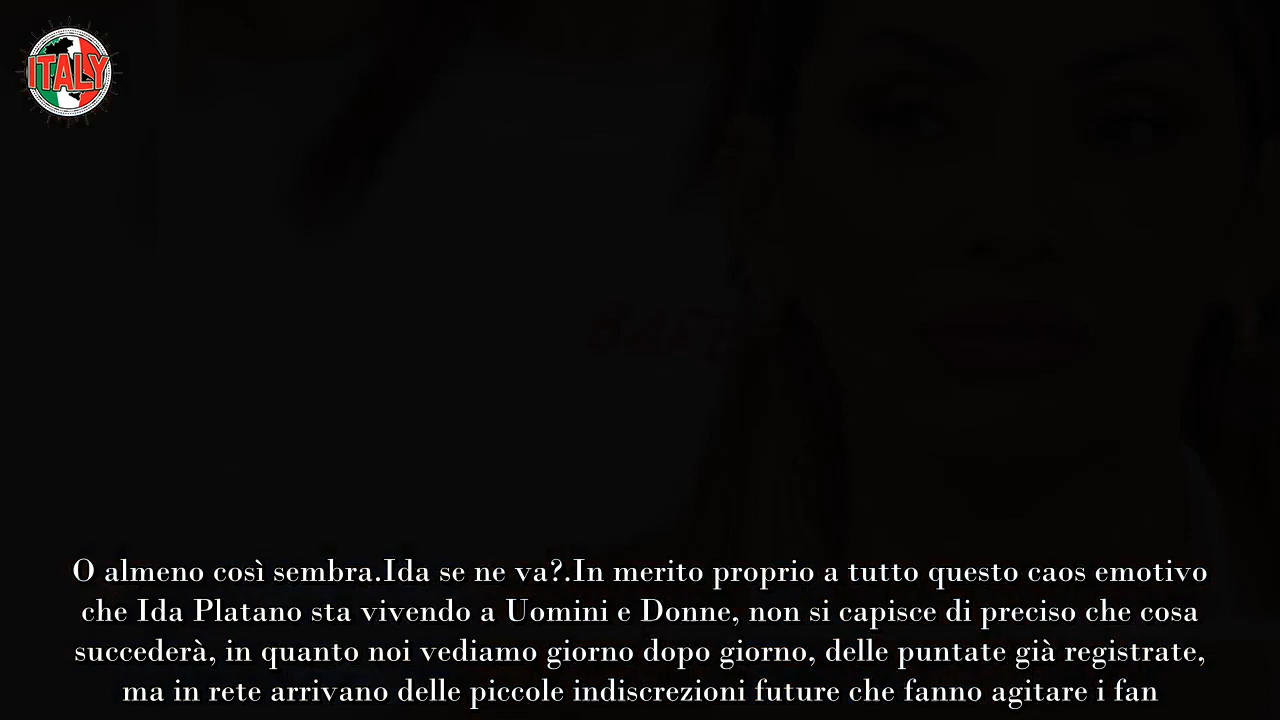 ITALY
O almeno così sembra.Ida se ne va?.In merito proprio a tutto questo caos emotivo
che Ida Platano sta vivendo a Uomini e Donne, non si capisce di preciso che cosa
succederà, in quanto noi vediamo giorno dopo giorno, delle puntate già registrate,
ma in rete arrivano delle piccole indiscrezioni future che fanno agitare i fan